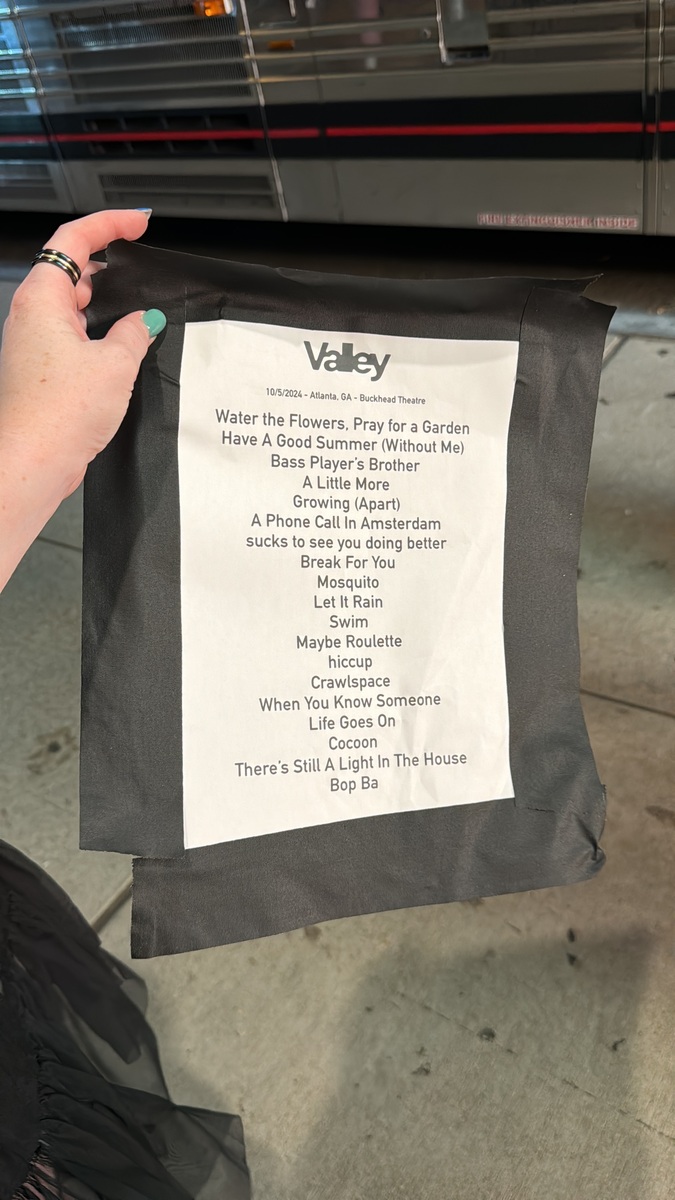 FIRE EXTINGUISHER INSIDE
Valley
10/5/2024 - Atlanta, GA - Buckhead Theatre
Water the Flowers, Pray for a Garden
Have A Good Summer (Without Me)
Bass Player's Brother
A Little More
Growing (Apart)
A Phone Call In Amsterdam
sucks to see you doing better
Break For You
Mosquito
Let It Rain
Swim
Maybe Roulette
hiccup
Crawlspace
When You Know Someone
Life Goes On
Cocoon
There's Still A Light In The House
Bop Ba